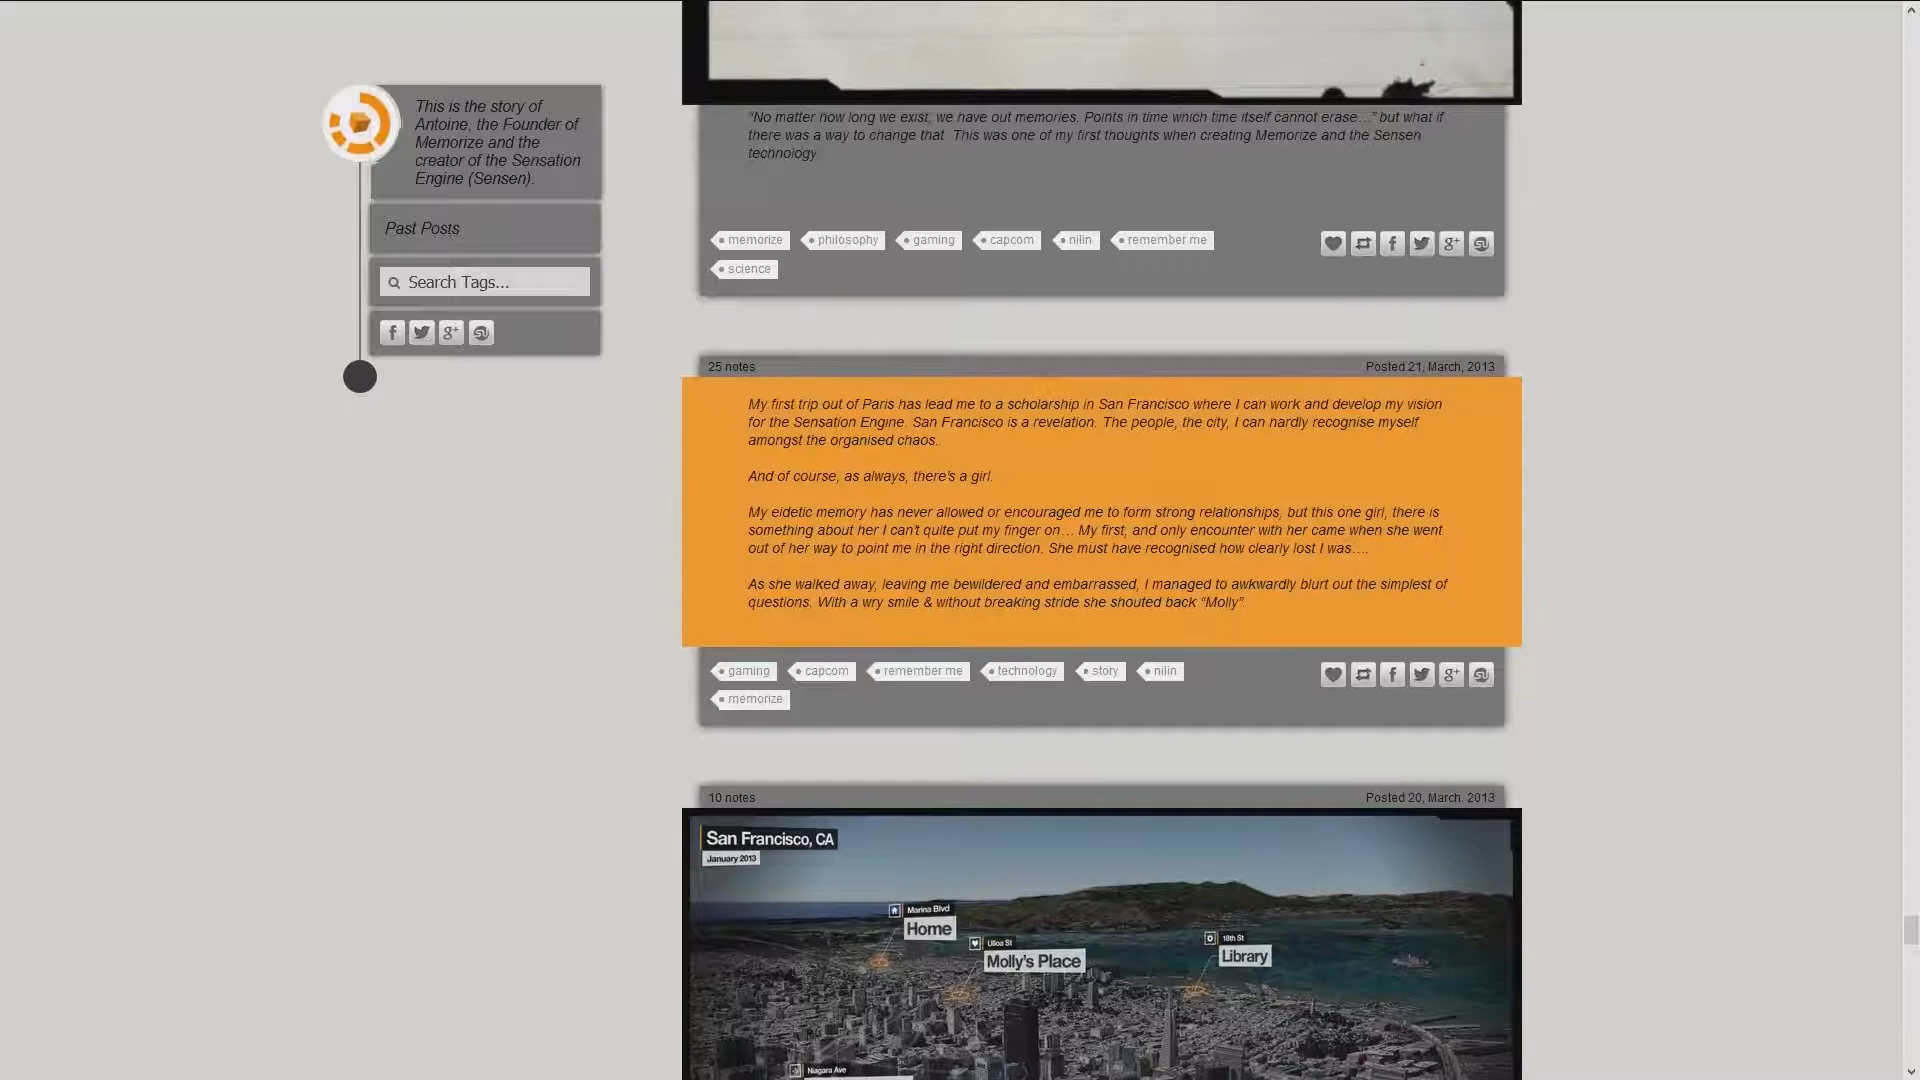 This is the story of
Antoine, the Founder of
Memorize and the
creator of the Sensation
Engine (Sensen).
Past Posts
Search Tags...
“No matter how long we exist, we have out memories. Points in time which time itself cannot erase…” but what if
there was a way to change that  This was one of my first thoughts when creating Memorize and the Sensen
technology
memorize philosophy gaming capcom nilin remember me
science
25 notes Posted 21, March, 2013
My first trip out of Paris has lead me to a scholarship in San Francisco where I can work and develop my vision
for the Sensation Engine. San Francisco is a revelation. The people, the city, I can hardly recognise myself
amongst the organised chaos.
And of course, as always, there’s a girl.
My eidetic memory has never allowed or encouraged me to form strong relationships, but this one girl, there is
something about her I can’t quite put my finger on… My first, and only encounter with her came when she went
out of her way to point me in the right direction. She must have recognised how clearly lost I was….
As she walked away, leaving me bewildered and embarrassed, I managed to awkwardly blurt out the simplest of
questions. With a wry smile & without breaking stride she shouted back “Molly”.
gaming capcom remember me technology story nilin
memorize
10 notes Posted 20, March, 2013
San Francisco, CA
January 2013
Marina Blvd
Home
Ulloa St
Molly's Place
18th St
Library
Niagara Ave